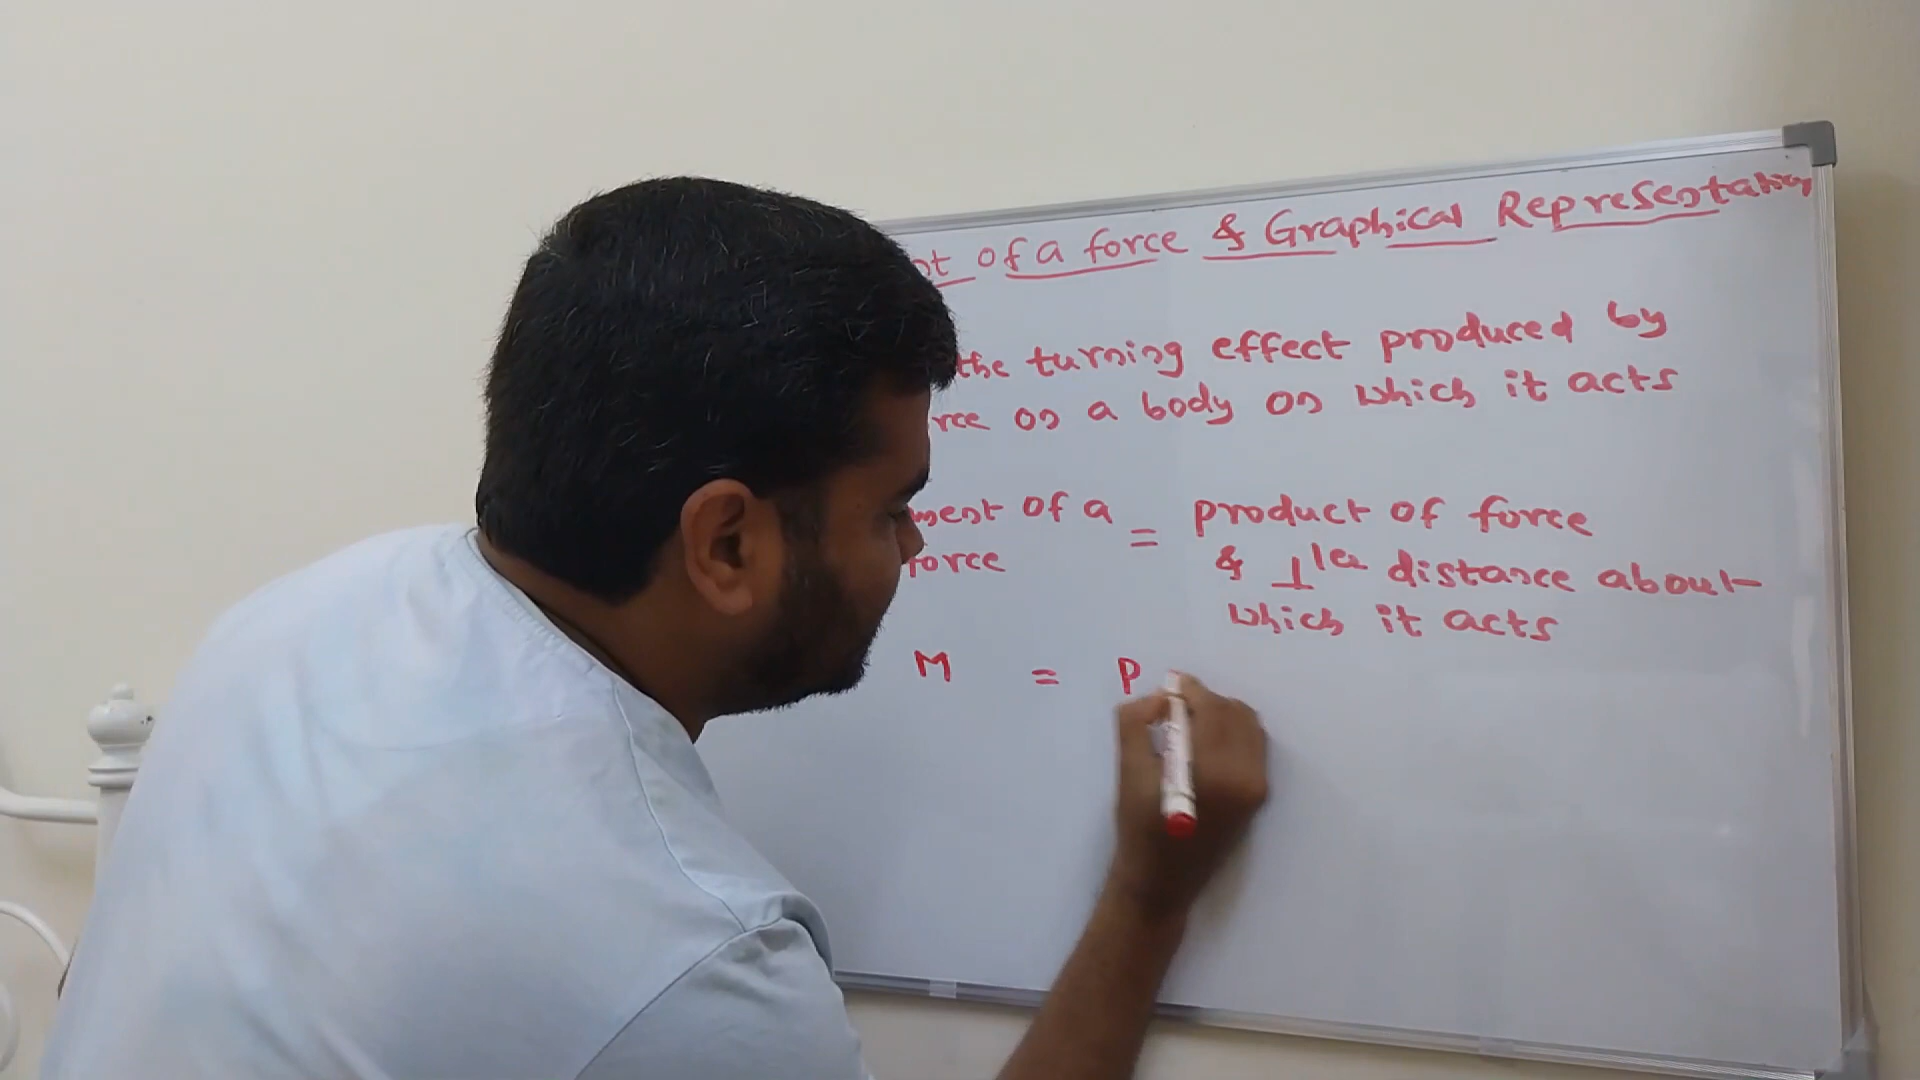 of a force & Graphical Representation
the turning effect produced by
on a body on which it acts
of a = product of force
force & ⊥lar distance about
which it acts
M = P